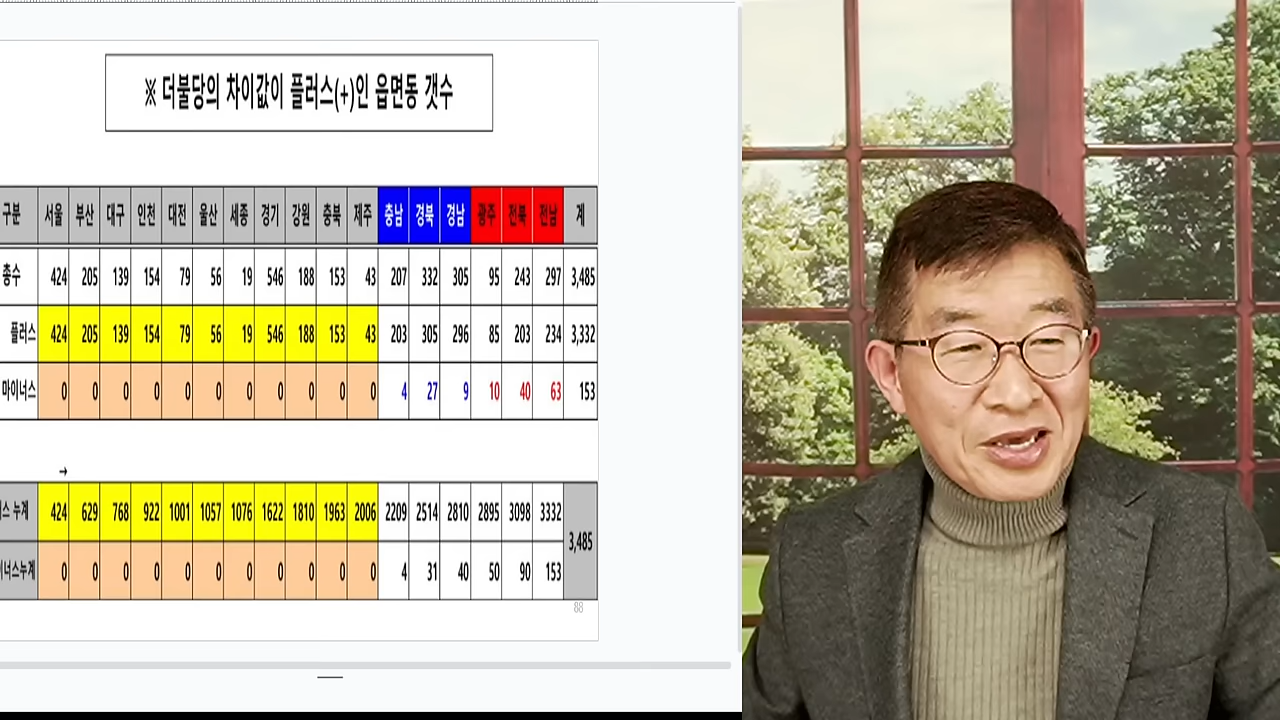 ※ 더불당의 차이값이 플러스(+)인 읍면동 갯수
구분 서울 부산 대구 인천 대전 울산 세종 경기 강원 충북 제주 충남 경북 경남 광주 전북 전남 계
총수 424 205 139 154 79 56 19 546 188 153 43 207 332 305 95 243 297 3,485
플러스 424 205 139 154 79 56 19 546 188 153 43 203 305 296 85 203 234 3,332
마이너스 0 0 0 0 0 0 0 0 0 0 0 4 27 9 10 40 63 153
→
스 누계 424 629 768 922 1001 1057 1076 1622 1810 1963 2006 2209 2514 2810 2895 3098 3332 3,485
너스누계 0 0 0 0 0 0 0 0 0 0 0 4 31 40 50 90 153
88